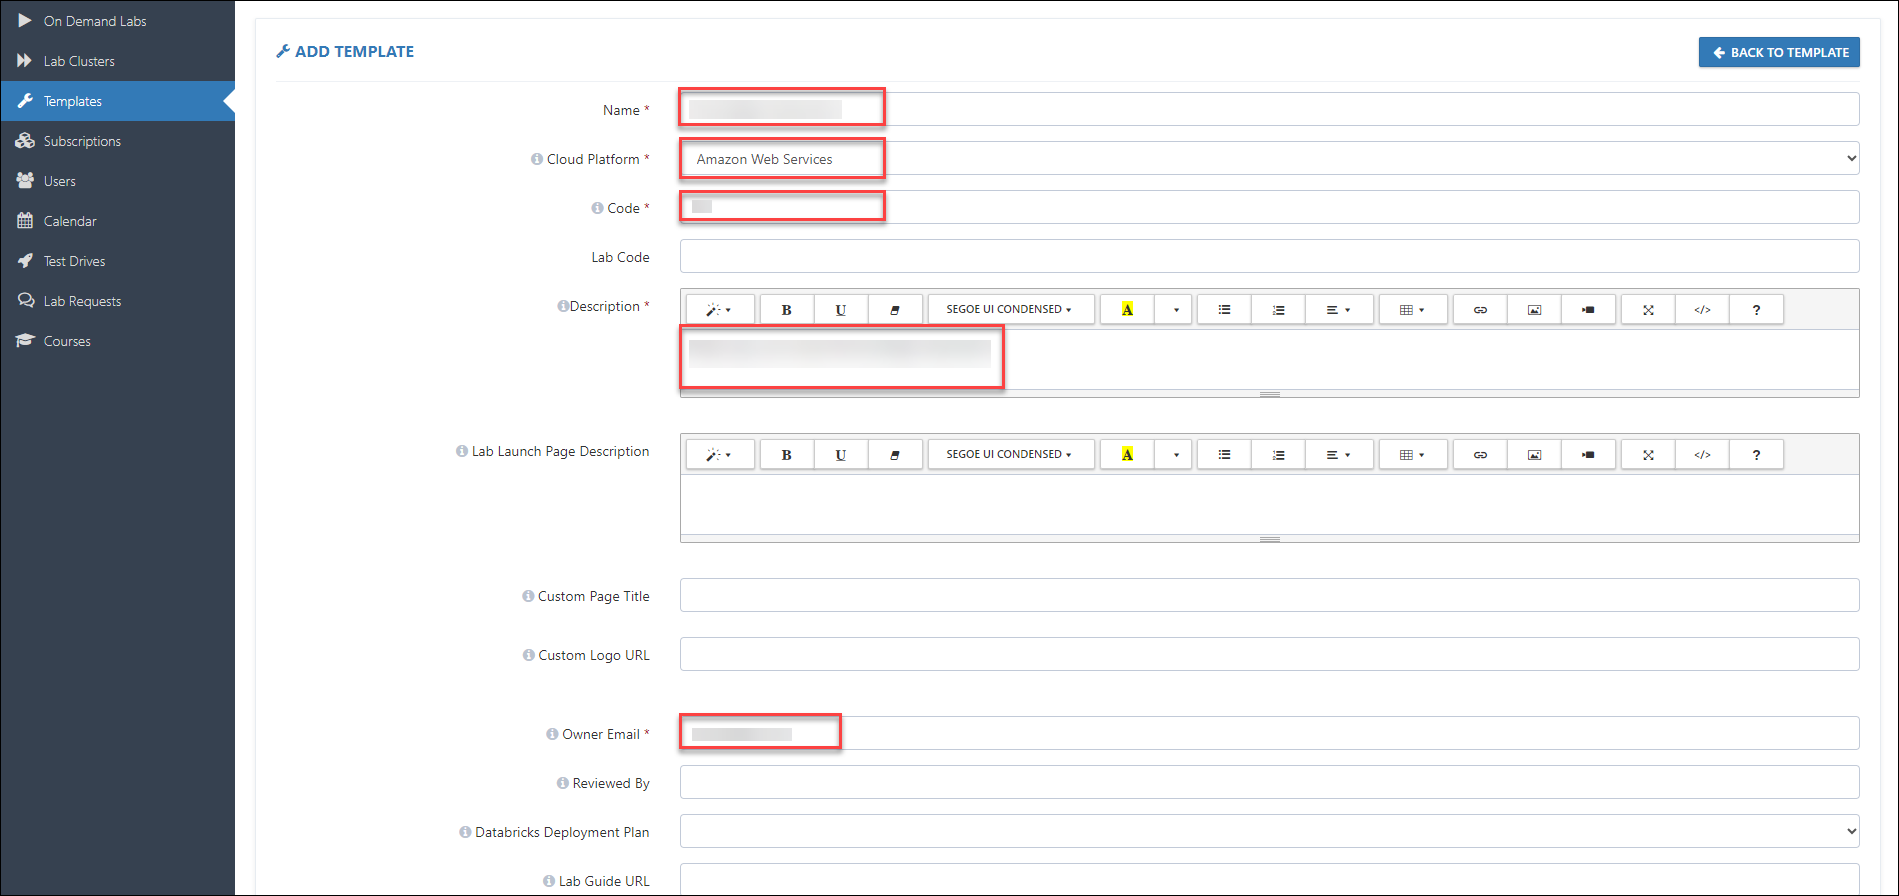 On Demand Labs
Lab Clusters
Templates
Subscriptions
Users
Calendar
Test Drives
Lab Requests
Courses
ADD TEMPLATE
BACK TO TEMPLATE
Name *
Cloud Platform *
Amazon Web Services
Code *
Lab Code
Description *
B U SEGOE UI CONDENSED A </> ?
Lab Launch Page Description
B U SEGOE UI CONDENSED A </> ?
Custom Page Title
Custom Logo URL
Owner Email *
Reviewed By
Databricks Deployment Plan
Lab Guide URL